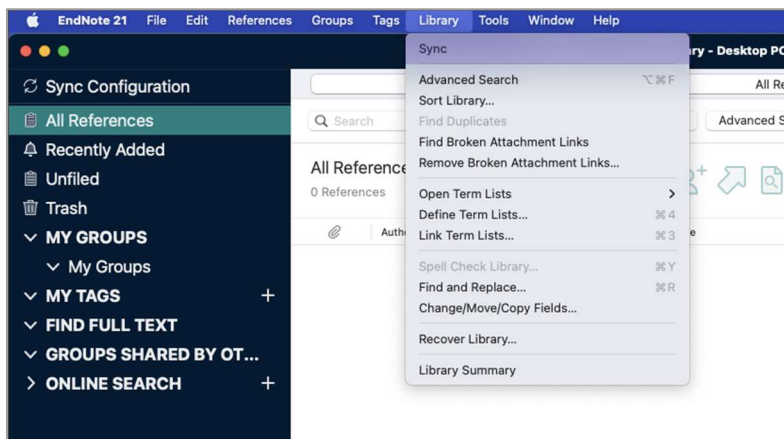 EndNote 21 File Edit References Groups Tags Library Tools Window Help
ry - Desktop PC
Sync Configuration
All References
Recently Added
Unfiled
Trash
MY GROUPS
My Groups
MY TAGS +
FIND FULL TEXT
GROUPS SHARED BY OT...
ONLINE SEARCH +
All Re
Search
Advanced S
All Reference
0 References
Autho
e
Sync
Advanced Search ⌥⌘F
Sort Library...
Find Duplicates
Find Broken Attachment Links
Remove Broken Attachment Links...
Open Term Lists >
Define Term Lists... ⌘4
Link Term Lists... ⌘3
Spell Check Library... ⌘Y
Find and Replace... ⌘R
Change/Move/Copy Fields...
Recover Library...
Library Summary